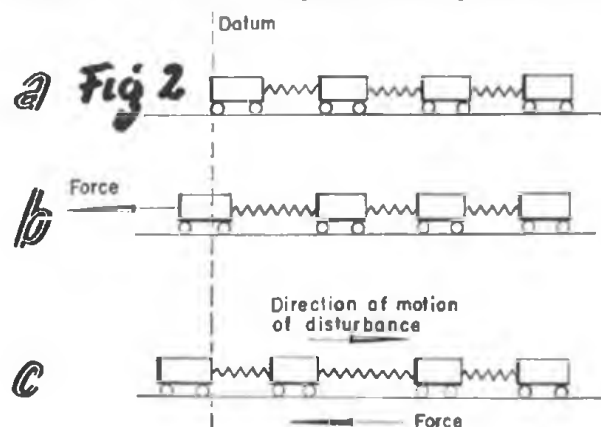 Datum
a Fig 2
b Force
Direction of motion
of disturbance
c
Force